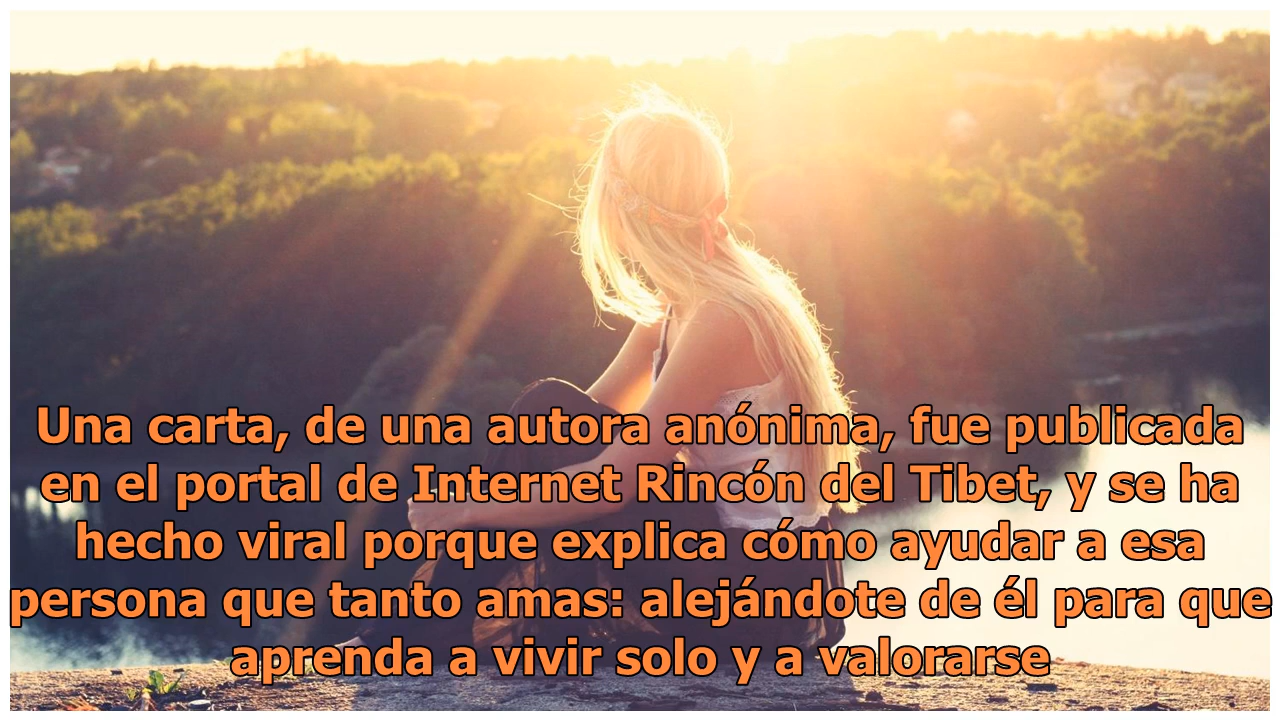 Una carta, de una autora anónima, fue publicada
en el portal de Internet Rincón del Tibet, y se ha
hecho viral porque explica cómo ayudar a esa
persona que tanto amas: alejándote de él para que
aprenda a vivir solo y a valorarse